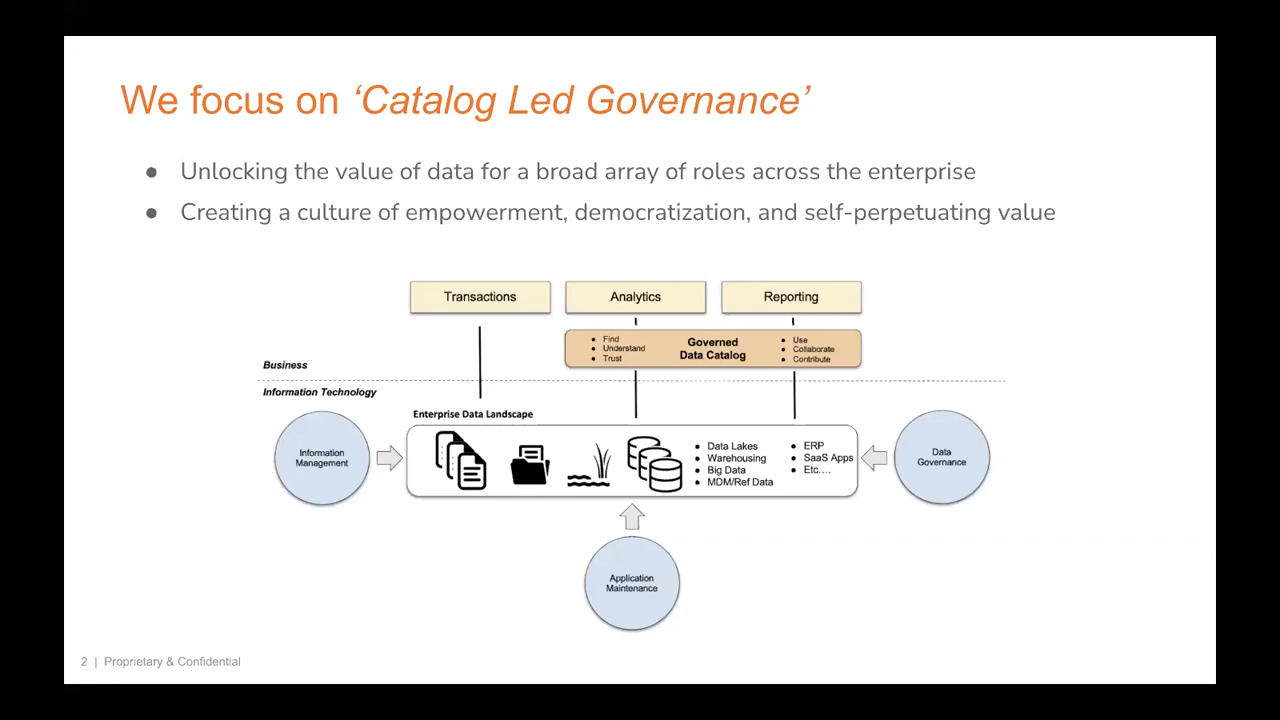 We focus on ‘Catalog Led Governance’
● Unlocking the value of data for a broad array of roles across the enterprise
● Creating a culture of empowerment, democratization, and self-perpetuating value
Transactions
Analytics
Reporting
● Find
● Understand
● Trust
Governed
Data Catalog
● Use
● Collaborate
● Contribute
Business
Information Technology
Enterprise Data Landscape
Information
Management
● Data Lakes
● Warehousing
● Big Data
● MDM/Ref Data
● ERP
● SaaS Apps
● Etc....
Data
Governance
Application
Maintenance
2 | Proprietary & Confidential